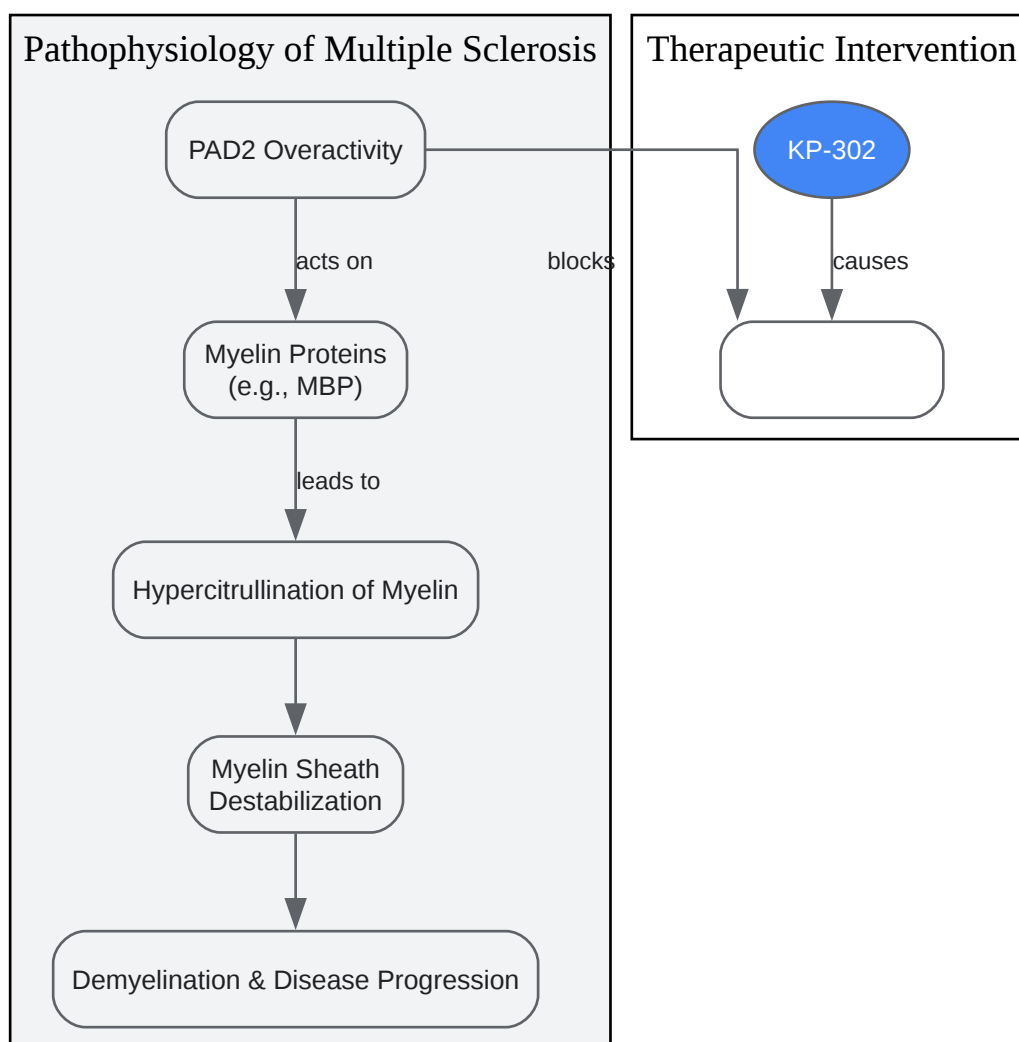 Pathophysiology of Multiple Sclerosis
Therapeutic Intervention
PAD2 Overactivity
KP-302
acts on
blocks
causes
Myelin Proteins
(e.g., MBP)
leads to
Hypercitrullination of Myelin
Myelin Sheath
Destabilization
Demyelination & Disease Progression